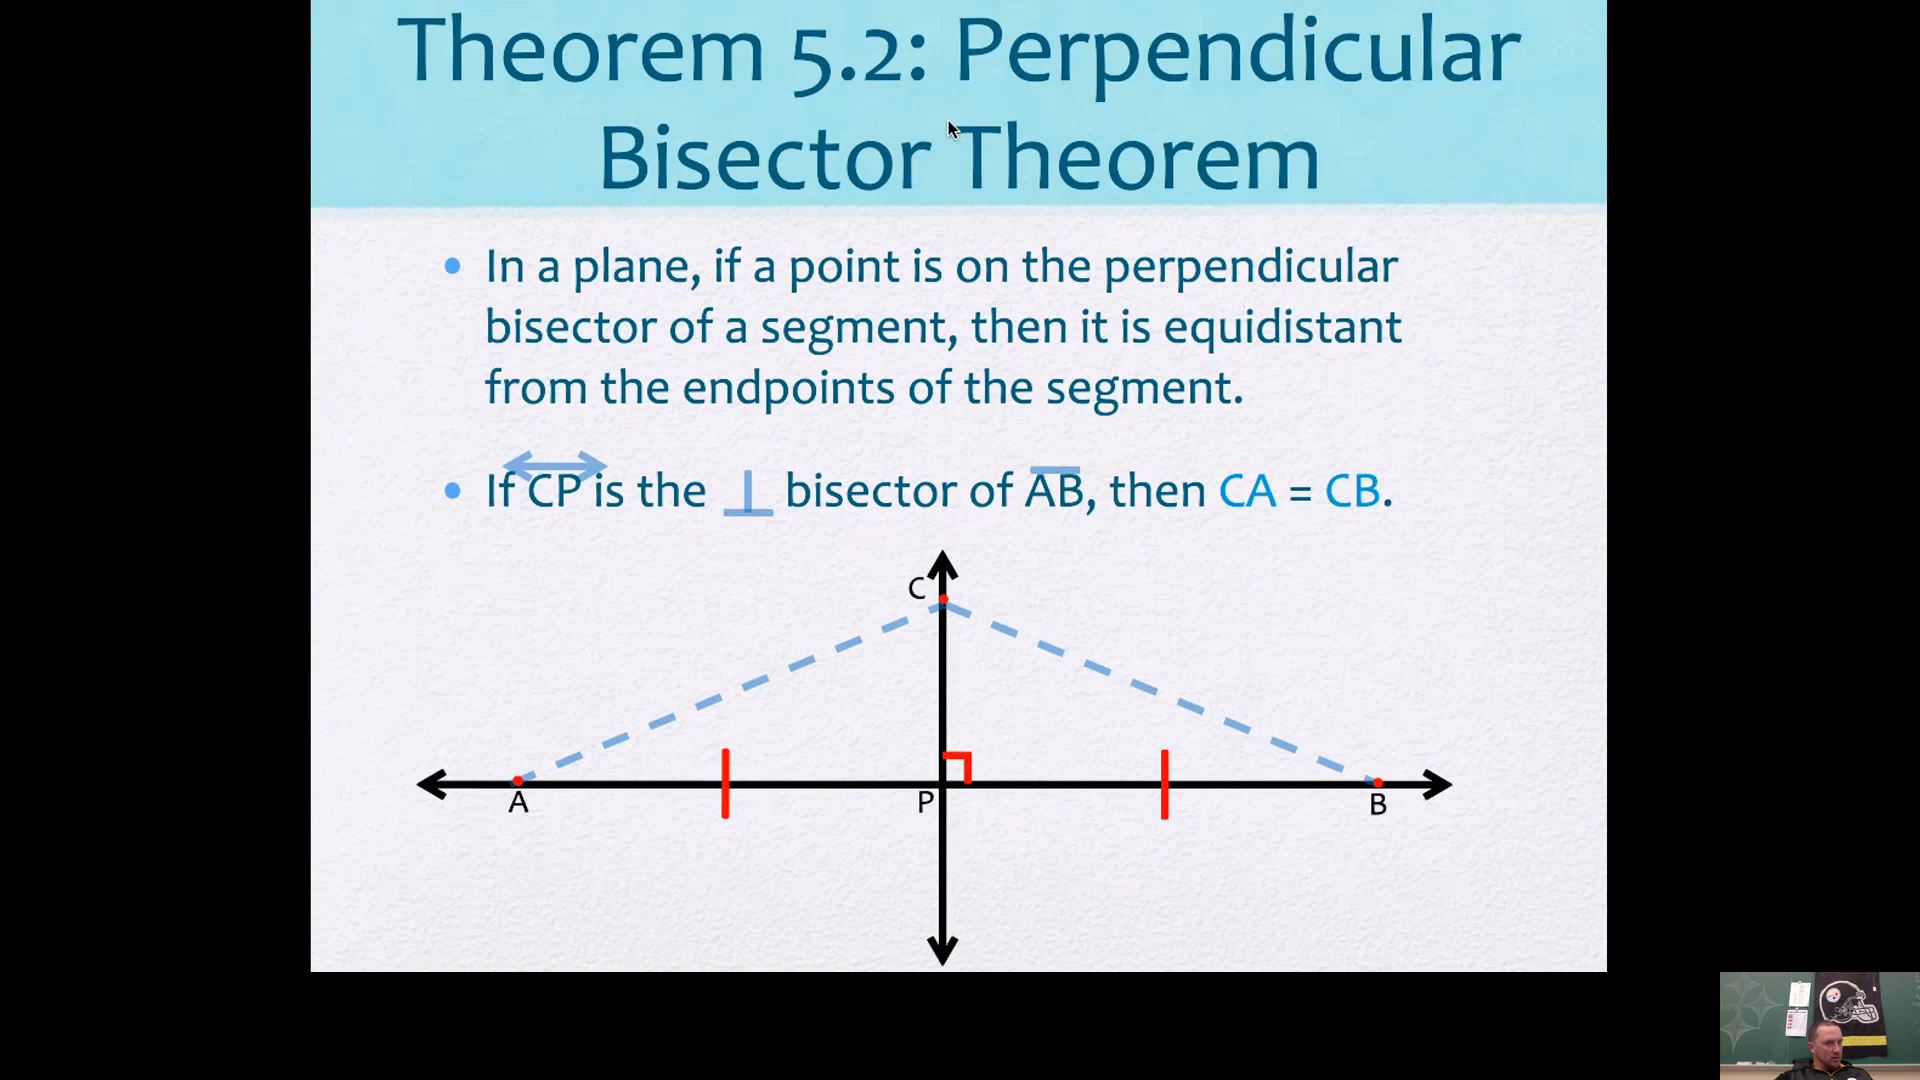 Theorem 5.2: Perpendicular
Bisector Theorem
• In a plane, if a point is on the perpendicular
bisector of a segment, then it is equidistant
from the endpoints of the segment.
• If CP is the ⊥ bisector of AB, then CA = CB.
C
A
P
B